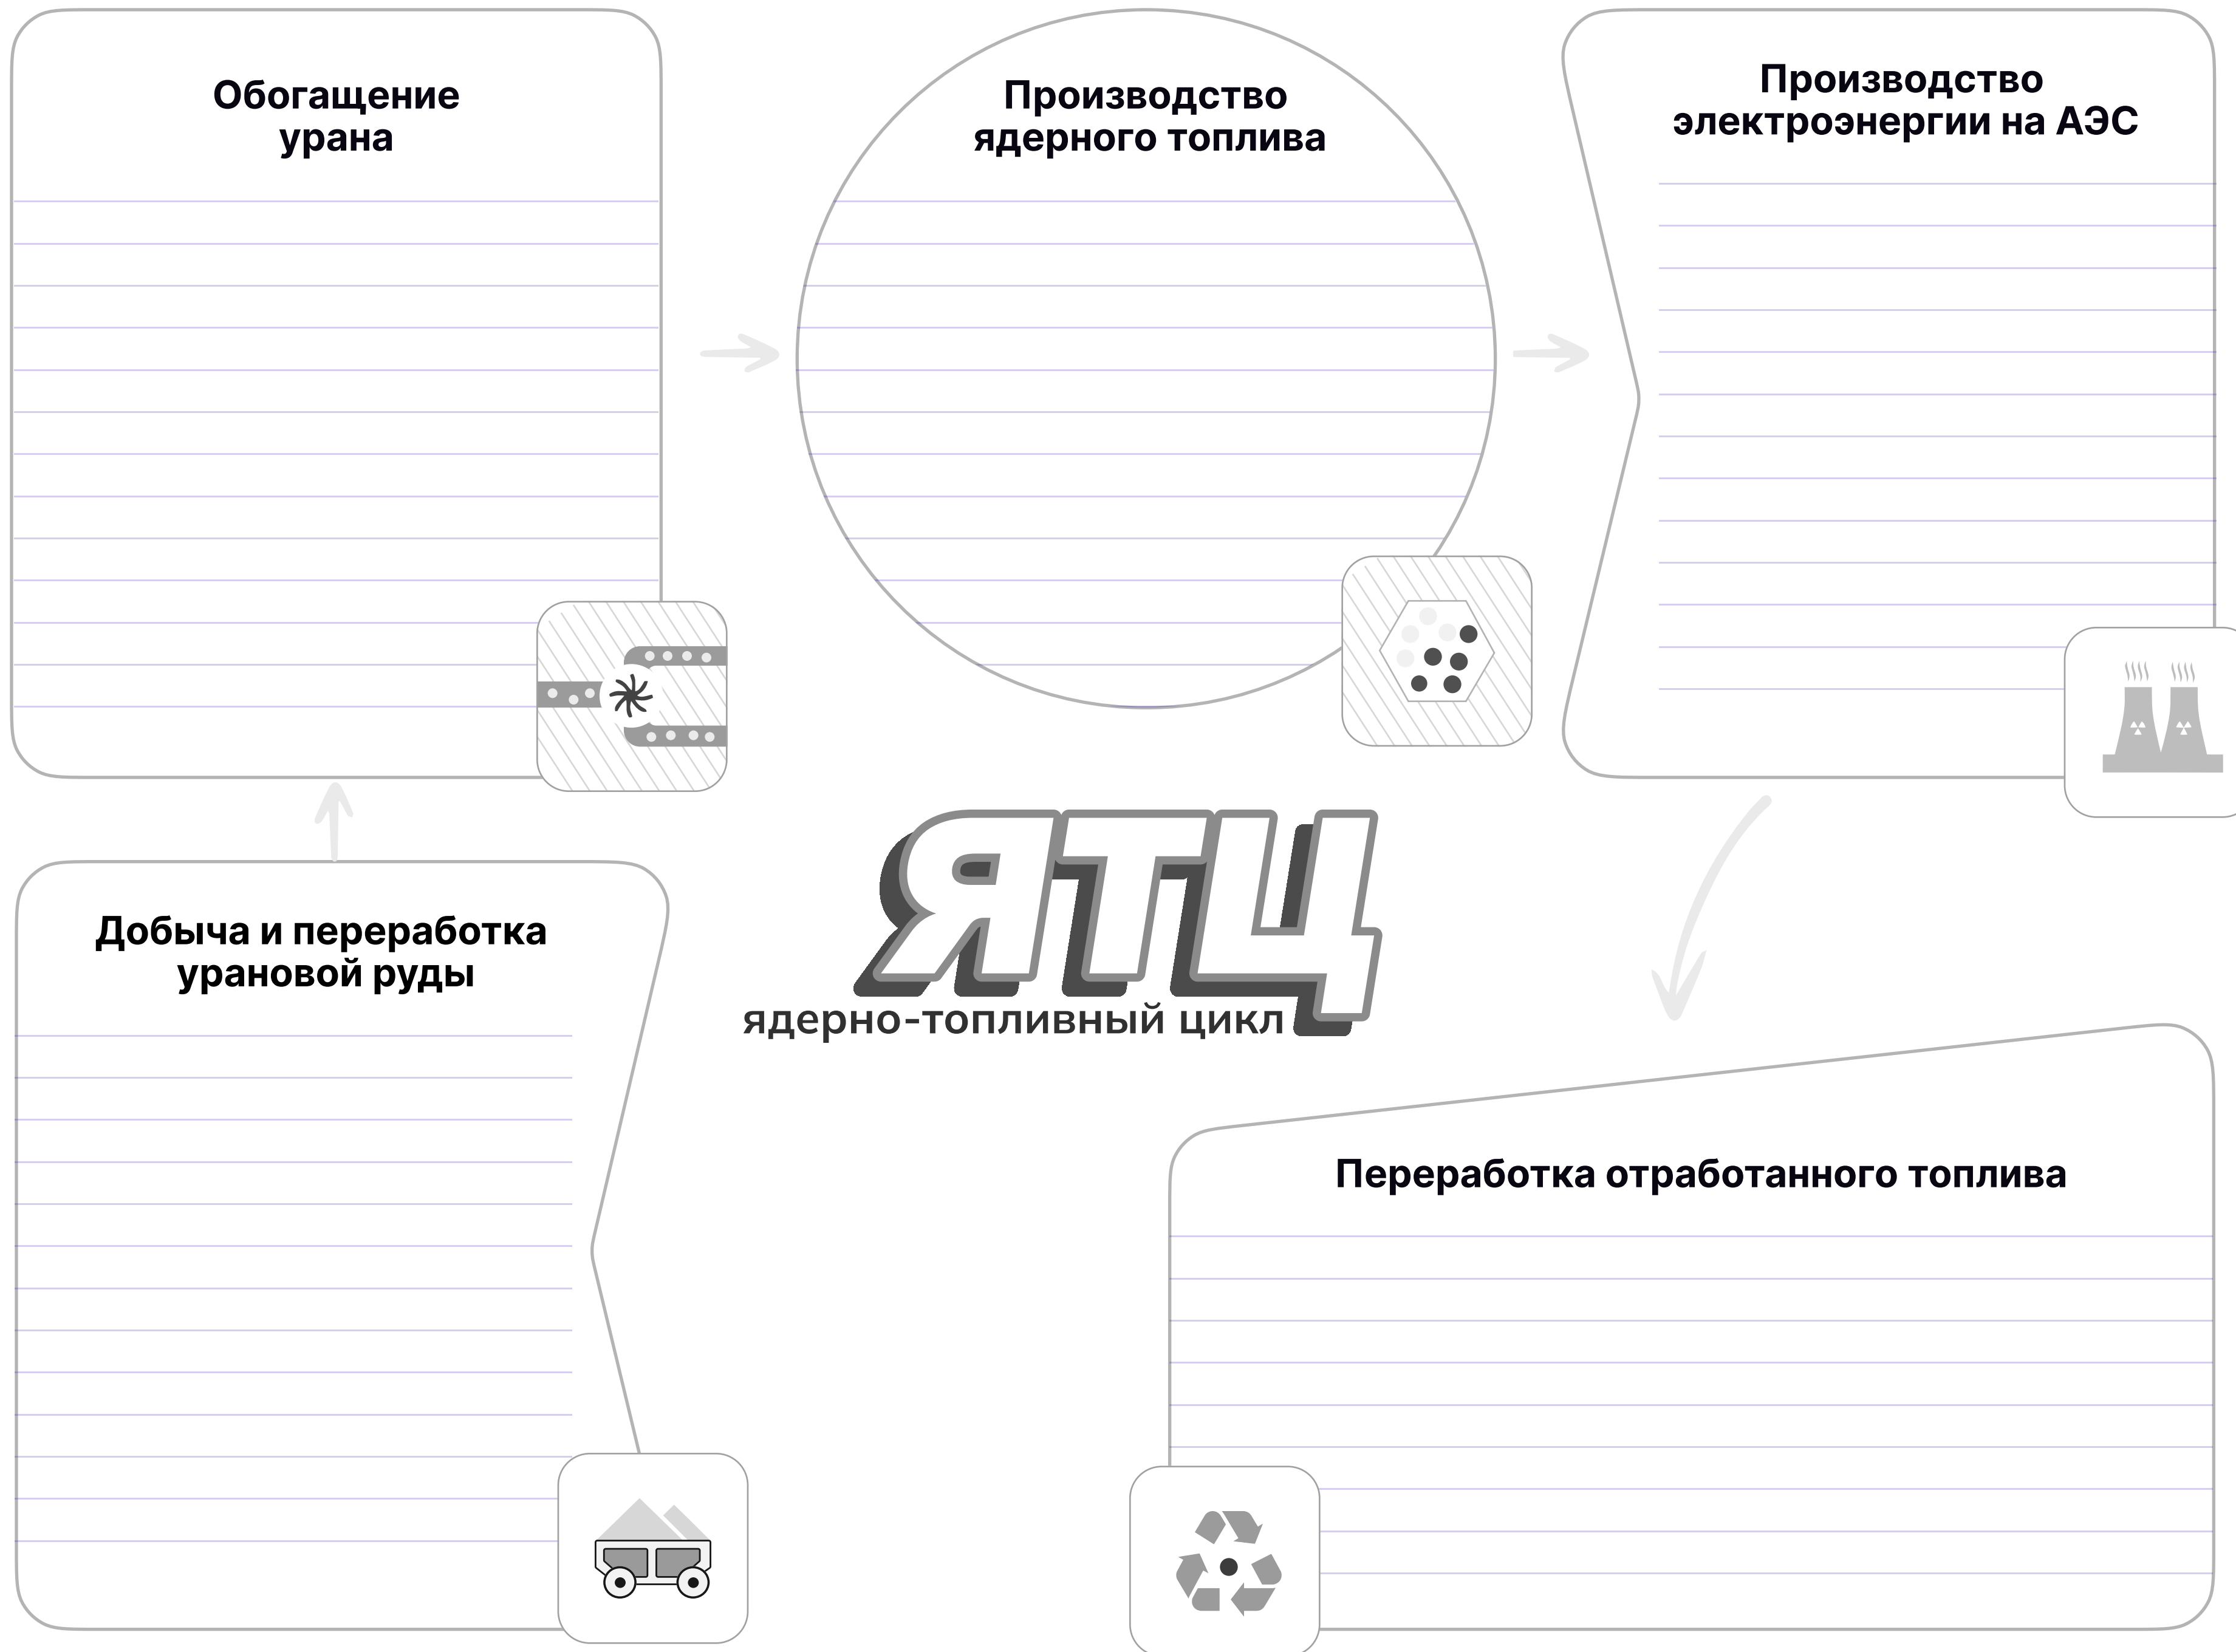 Обогащение
урана
Производство
ядерного топлива
Производство
электроэнергии на АЭС
Добыча и переработка
урановой руды
ЯТЦ
ядерно-топливный цикл
Переработка отработанного топлива